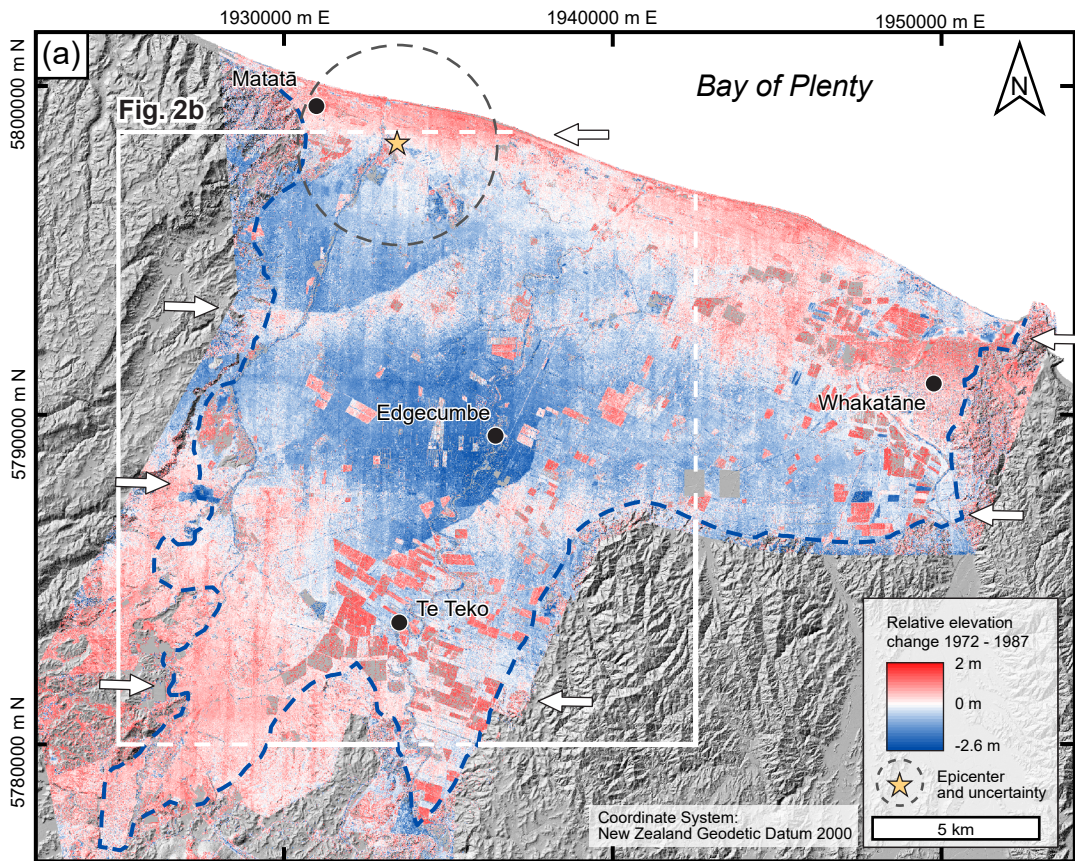 1930000 m E
1940000 m E
1950000 m E
(a)
Bay of Plenty
N
Matatā
Fig. 2b
5800000 m N
Edgecumbe
Whakatāne
5790000 m N
Te Teko
5780000 m N
Relative elevation
change 1972 - 1987
2 m
0 m
-2.6 m
Epicenter
and uncertainty
5 km
Coordinate System:
New Zealand Geodetic Datum 2000